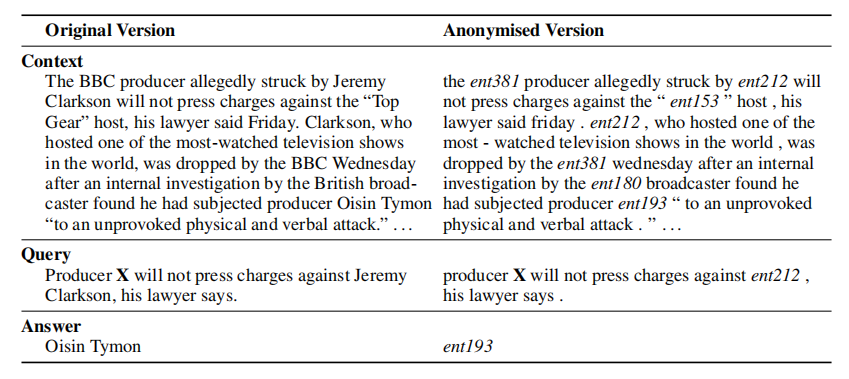 Original Version Anonymised Version
Context
The BBC producer allegedly struck by Jeremy
Clarkson will not press charges against the “Top
Gear” host, his lawyer said Friday. Clarkson, who
hosted one of the most-watched television shows
in the world, was dropped by the BBC Wednesday
after an internal investigation by the British broad-
caster found he had subjected producer Oisin Tymon
“to an unprovoked physical and verbal attack.” . . .
the ent381 producer allegedly struck by ent212 will
not press charges against the “ ent153 ” host , his
lawyer said friday . ent212 , who hosted one of the
most - watched television shows in the world , was
dropped by the ent381 wednesday after an internal
investigation by the ent180 broadcaster found he
had subjected producer ent193 “ to an unprovoked
physical and verbal attack . ” . . .
Query
Producer X will not press charges against Jeremy
Clarkson, his lawyer says.
producer X will not press charges against ent212 ,
his lawyer says .
Answer
Oisin Tymon
ent193